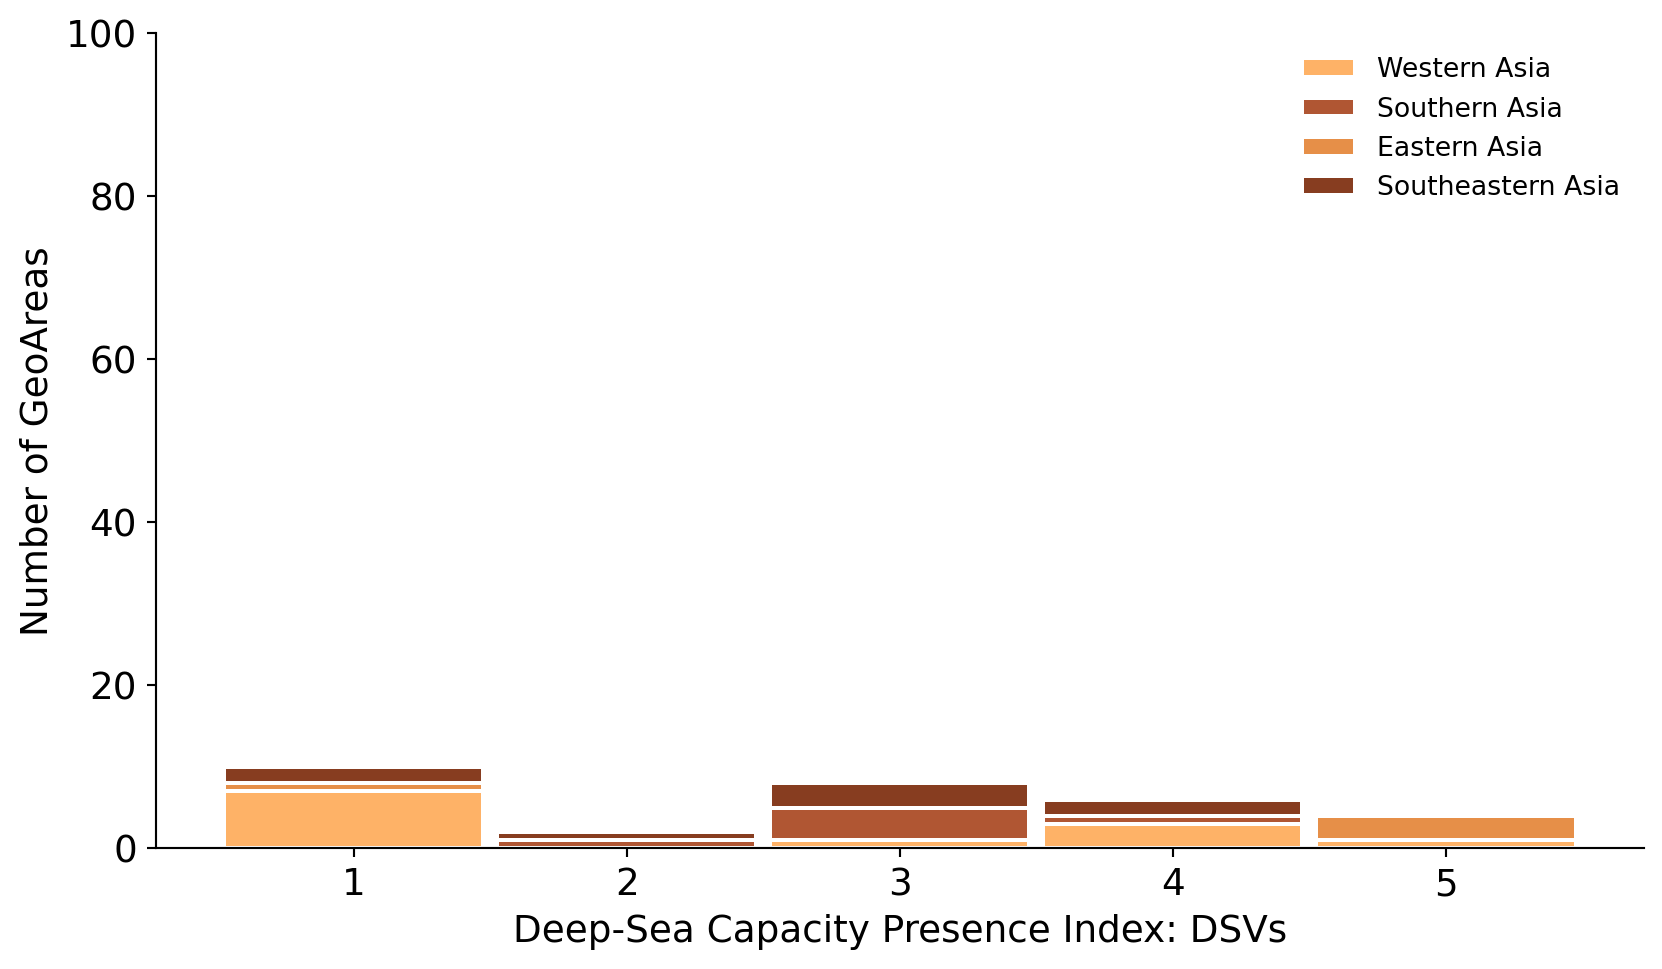 100
80
60
40
20
0
Number of GeoAreas
Western Asia
Southern Asia
Eastern Asia
Southeastern Asia
1 2 3 4 5
Deep-Sea Capacity Presence Index: DSVs